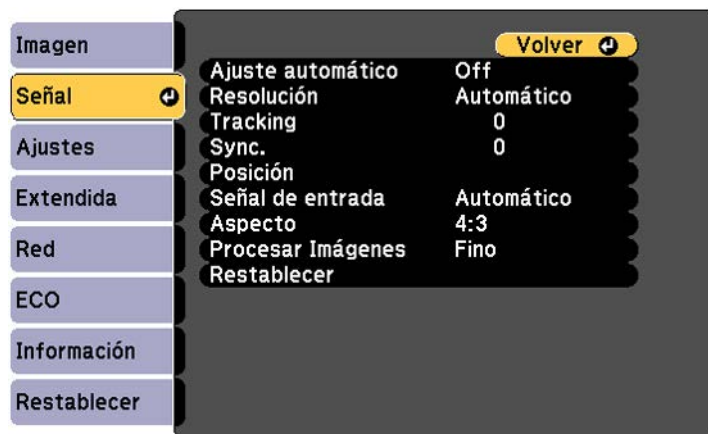 Imagen
Señal
Ajustes
Extendida
Red
ECO
Información
Restablecer
Volver
Ajuste automático Off
Resolución Automático
Tracking 0
Sync. 0
Posición
Señal de entrada Automático
Aspecto 4:3
Procesar Imágenes Fino
Restablecer